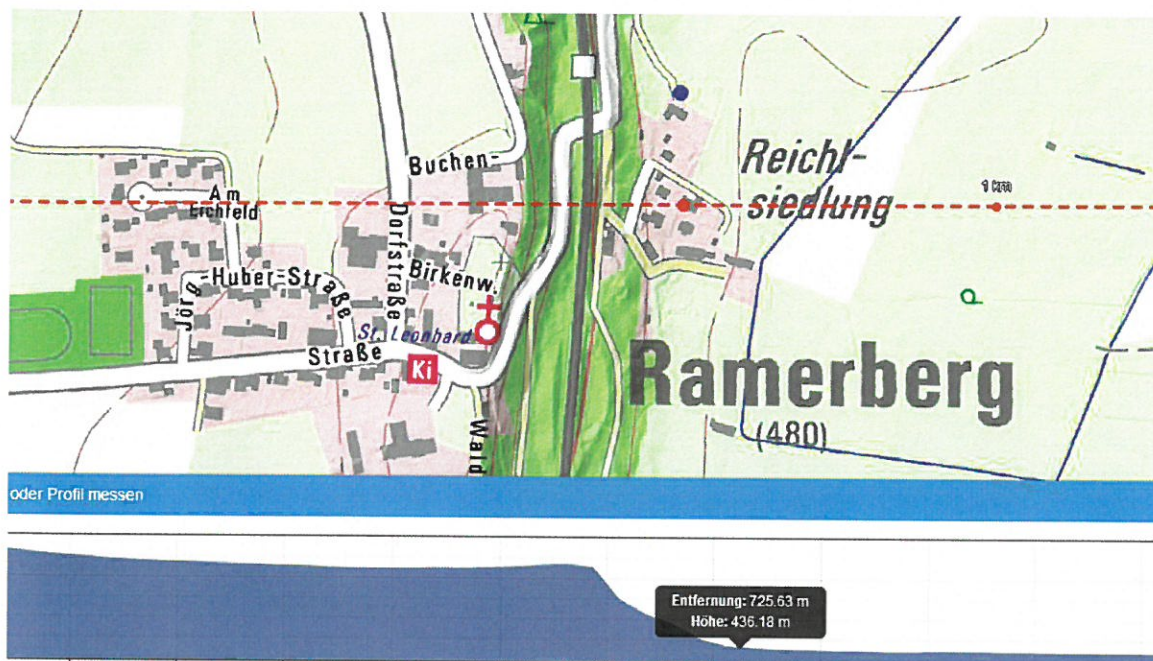 Buchen-
Reichl-
siedlung
1 km
Am
Eichfeld
Dorfstraße
Birkenw.
Jörg-Huber-Straße
St. Leonhard
Straße
Ki
Wald
Ramerberg
(480)
oder Profil messen
Entfernung: 725.63 m
Höhe: 436.18 m